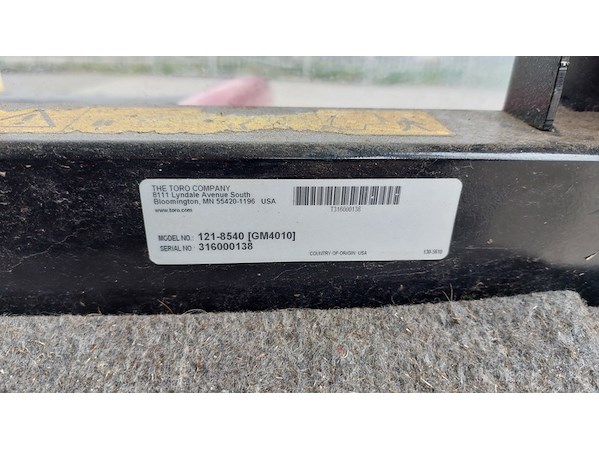 THE TORO COMPANY
8111 Lyndale Avenue South
Bloomington, MN 55420-1196 USA
www.toro.com
MODEL NO.: 121-8540 [GM4010]
SERIAL NO.: 316000138
COUNTRY OF ORIGIN: USA